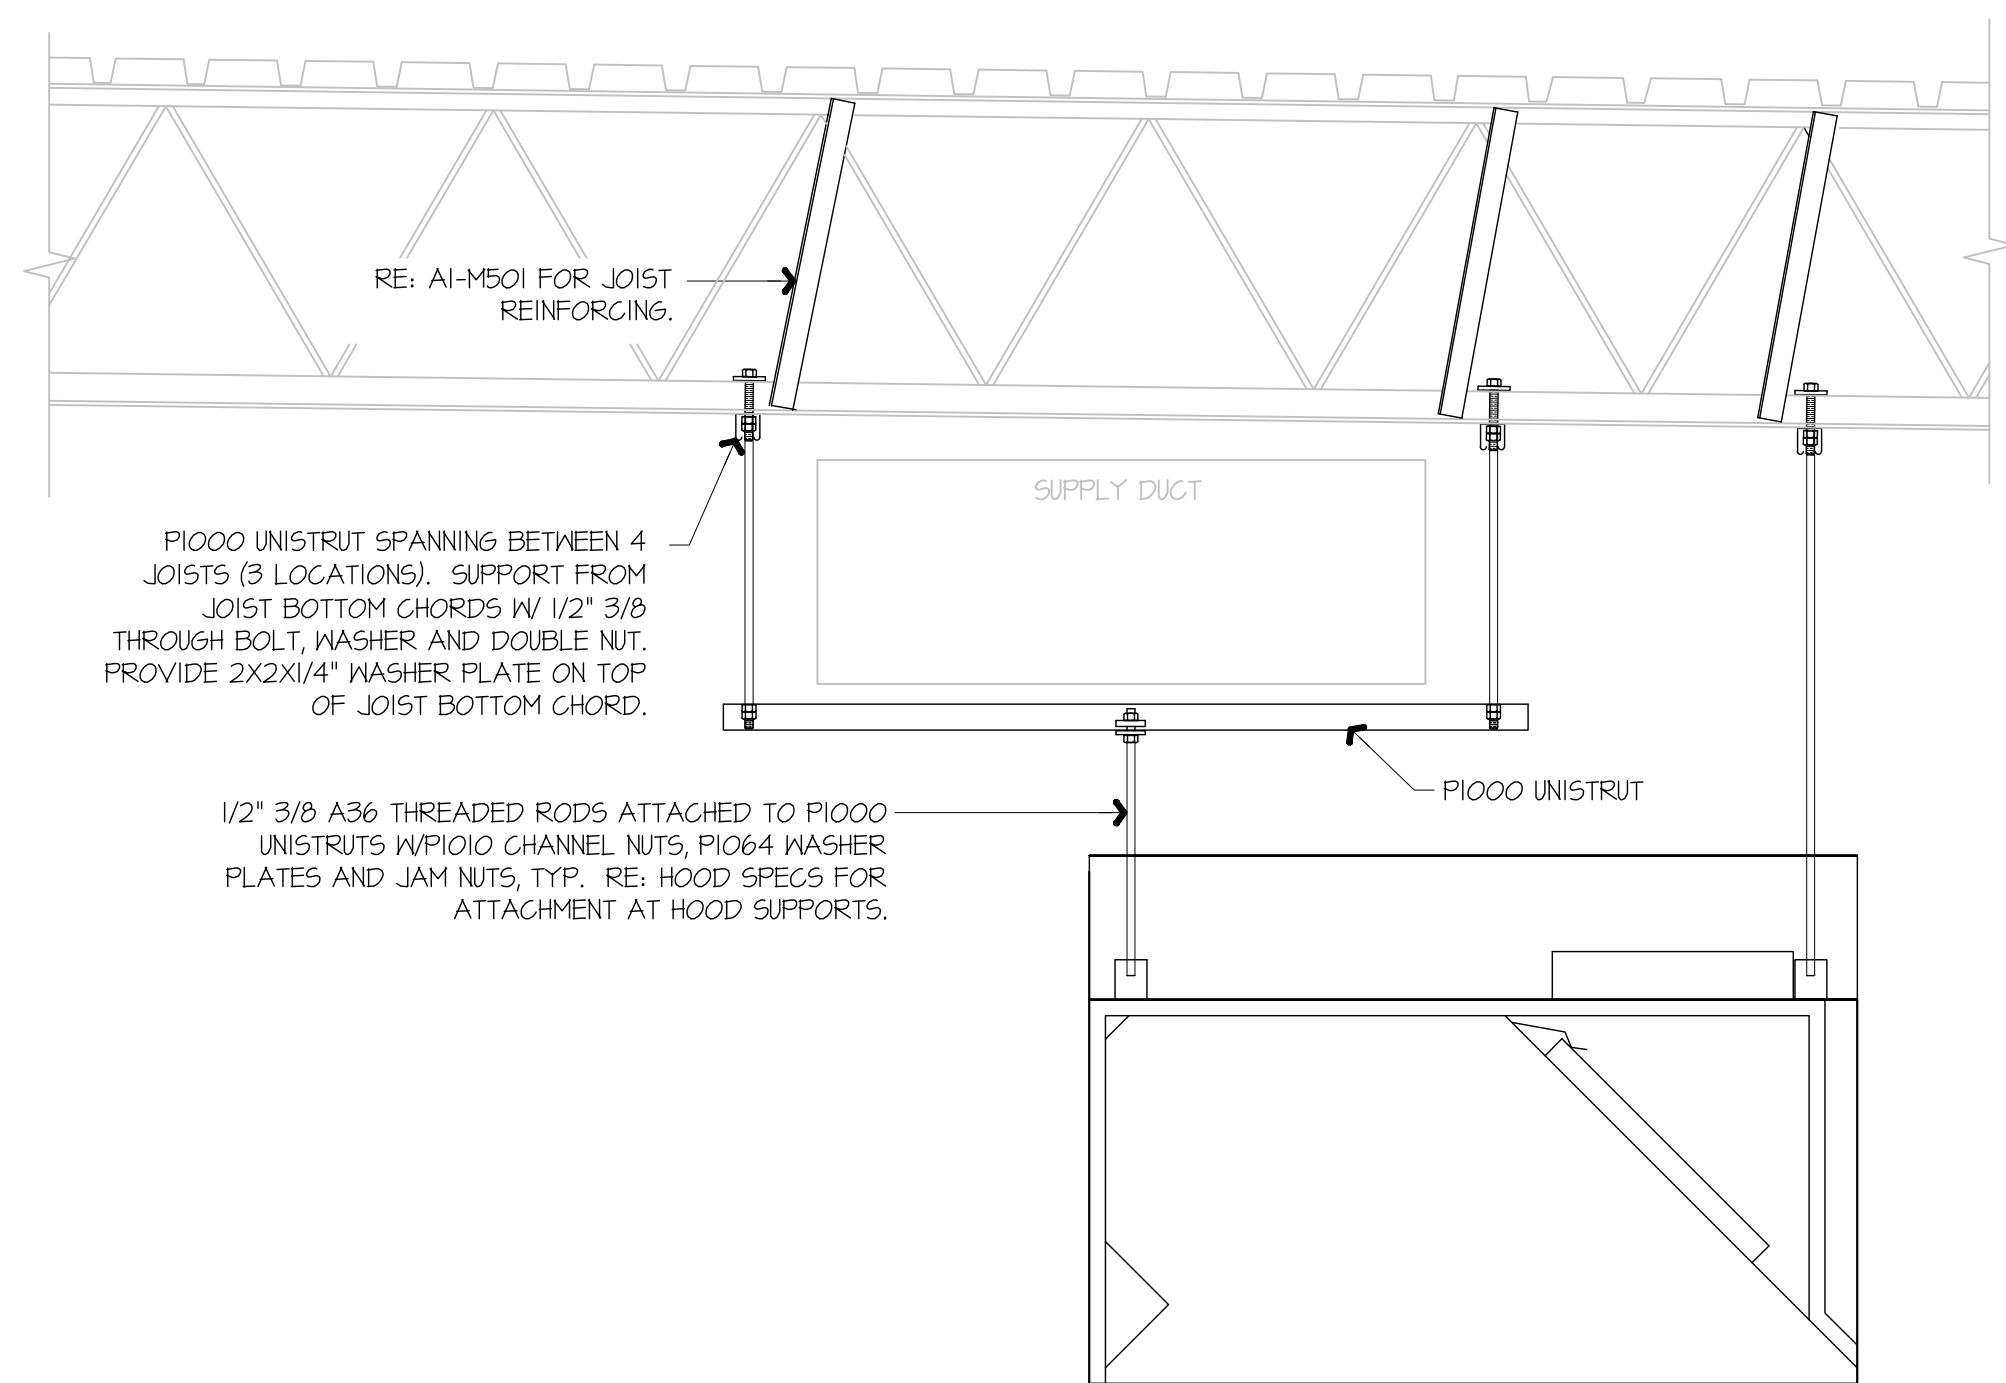 RE: A1-M501 FOR JOIST
REINFORCING.
SUPPLY DUCT
P1000 UNISTRUT SPANNING BETWEEN 4
JOISTS (3 LOCATIONS). SUPPORT FROM
JOIST BOTTOM CHORDS W/ 1/2" 3/8
THROUGH BOLT, WASHER AND DOUBLE NUT.
PROVIDE 2X2X1/4" WASHER PLATE ON TOP
OF JOIST BOTTOM CHORD.
P1000 UNISTRUT
1/2" 3/8 A36 THREADED RODS ATTACHED TO P1000
UNISTRUTS W/P1010 CHANNEL NUTS, P1064 WASHER
PLATES AND JAM NUTS, TYP. RE: HOOD SPECS FOR
ATTACHMENT AT HOOD SUPPORTS.